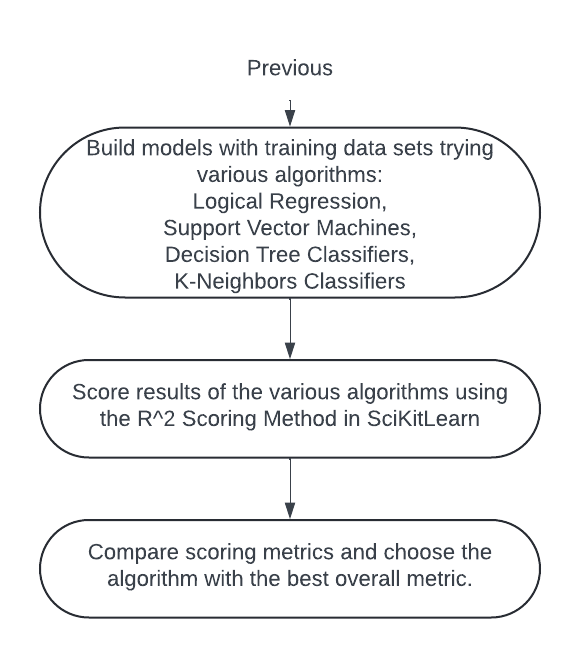 Previous
Build models with training data sets trying
various algorithms:
Logical Regression,
Support Vector Machines,
Decision Tree Classifiers,
K-Neighbors Classifiers
Score results of the various algorithms using
the R^2 Scoring Method in SciKitLearn
Compare scoring metrics and choose the
algorithm with the best overall metric.